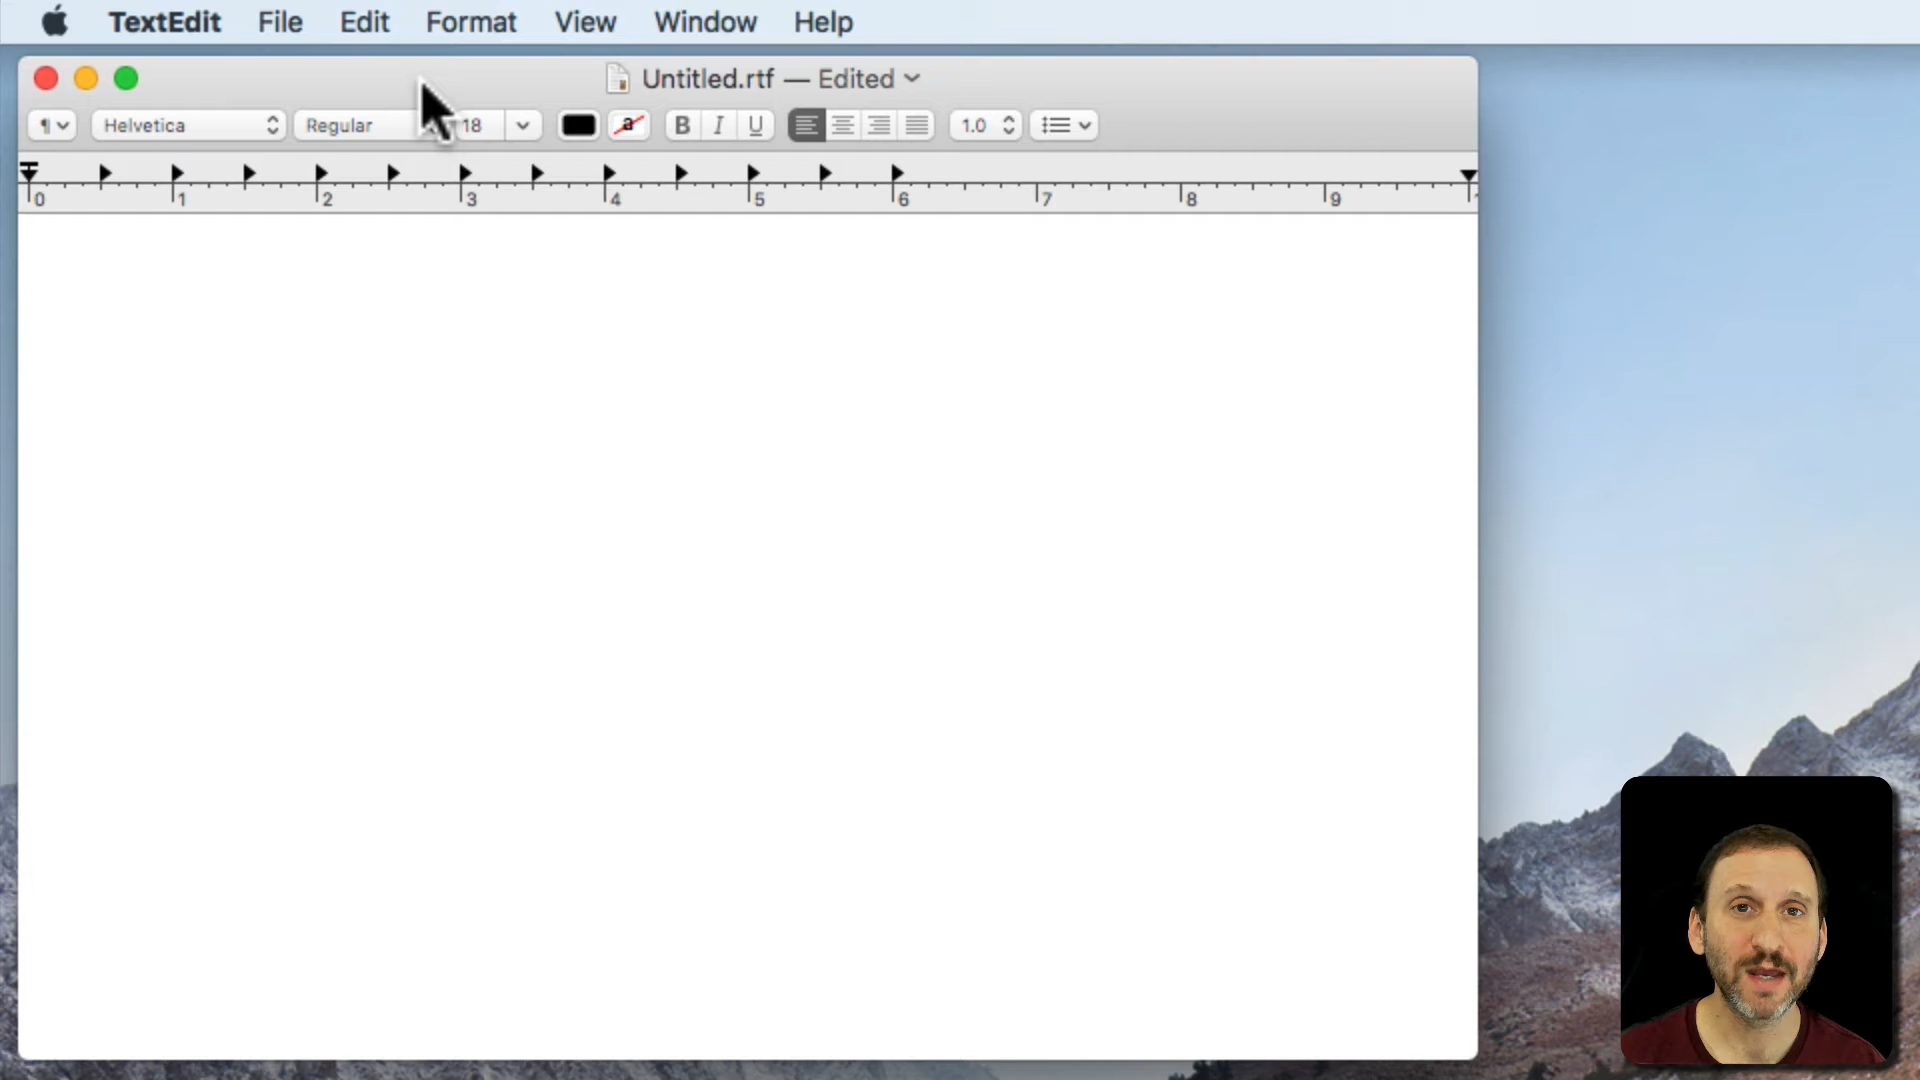 TextEdit File Edit Format View Window Help
Untitled.rtf — Edited
¶ Helvetica Regular 18 a B I U 1.0
0 1 2 3 4 5 6 7 8 9